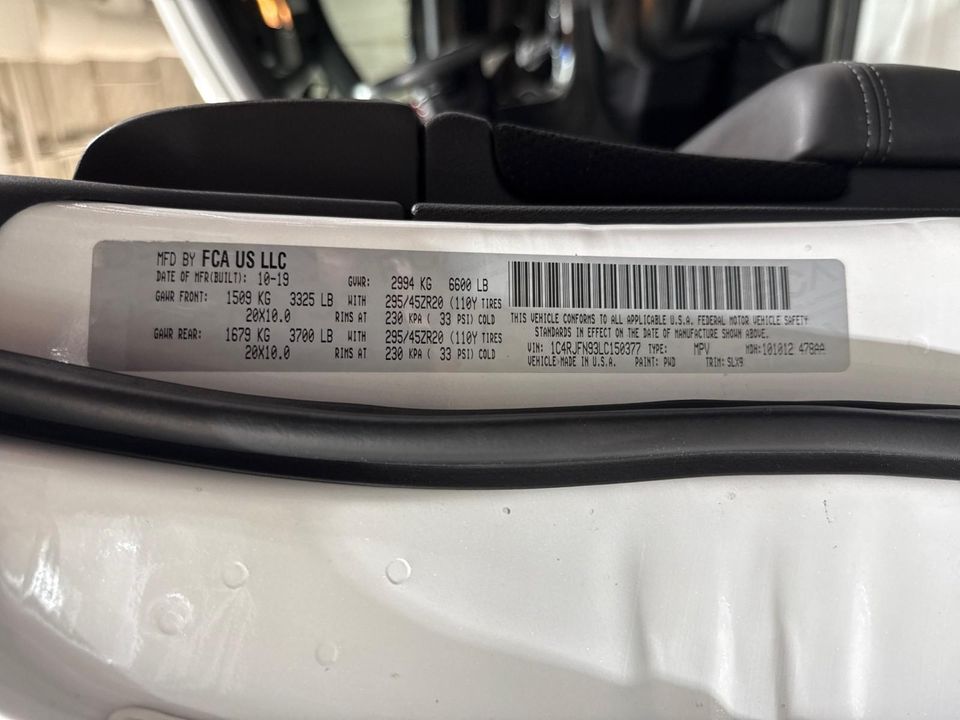 MFD BY FCA US LLC
DATE OF MFR(BUILT): 10-19 GVWR: 2994 KG 6600 LB
GAWR FRONT: 1509 KG 3325 LB WITH 295/45ZR20 (110Y TIRES
20X10.0 RIMS AT 230 KPA ( 33 PSI) COLD
GAWR REAR: 1679 KG 3700 LB WITH 295/45ZR20 (110Y TIRES
20X10.0 RIMS AT 230 KPA ( 33 PSI) COLD
THIS VEHICLE CONFORMS TO ALL APPLICABLE U.S.A. FEDERAL MOTOR VEHICLE SAFETY
STANDARDS IN EFFECT ON THE DATE OF MANUFACTURE SHOWN ABOVE.
VIN: 1C4RJFN93LC150377 TYPE: MPV MDH:101012 478AA
VEHICLE MADE IN U.S.A. PAINT: PWD TRIM: SLX9